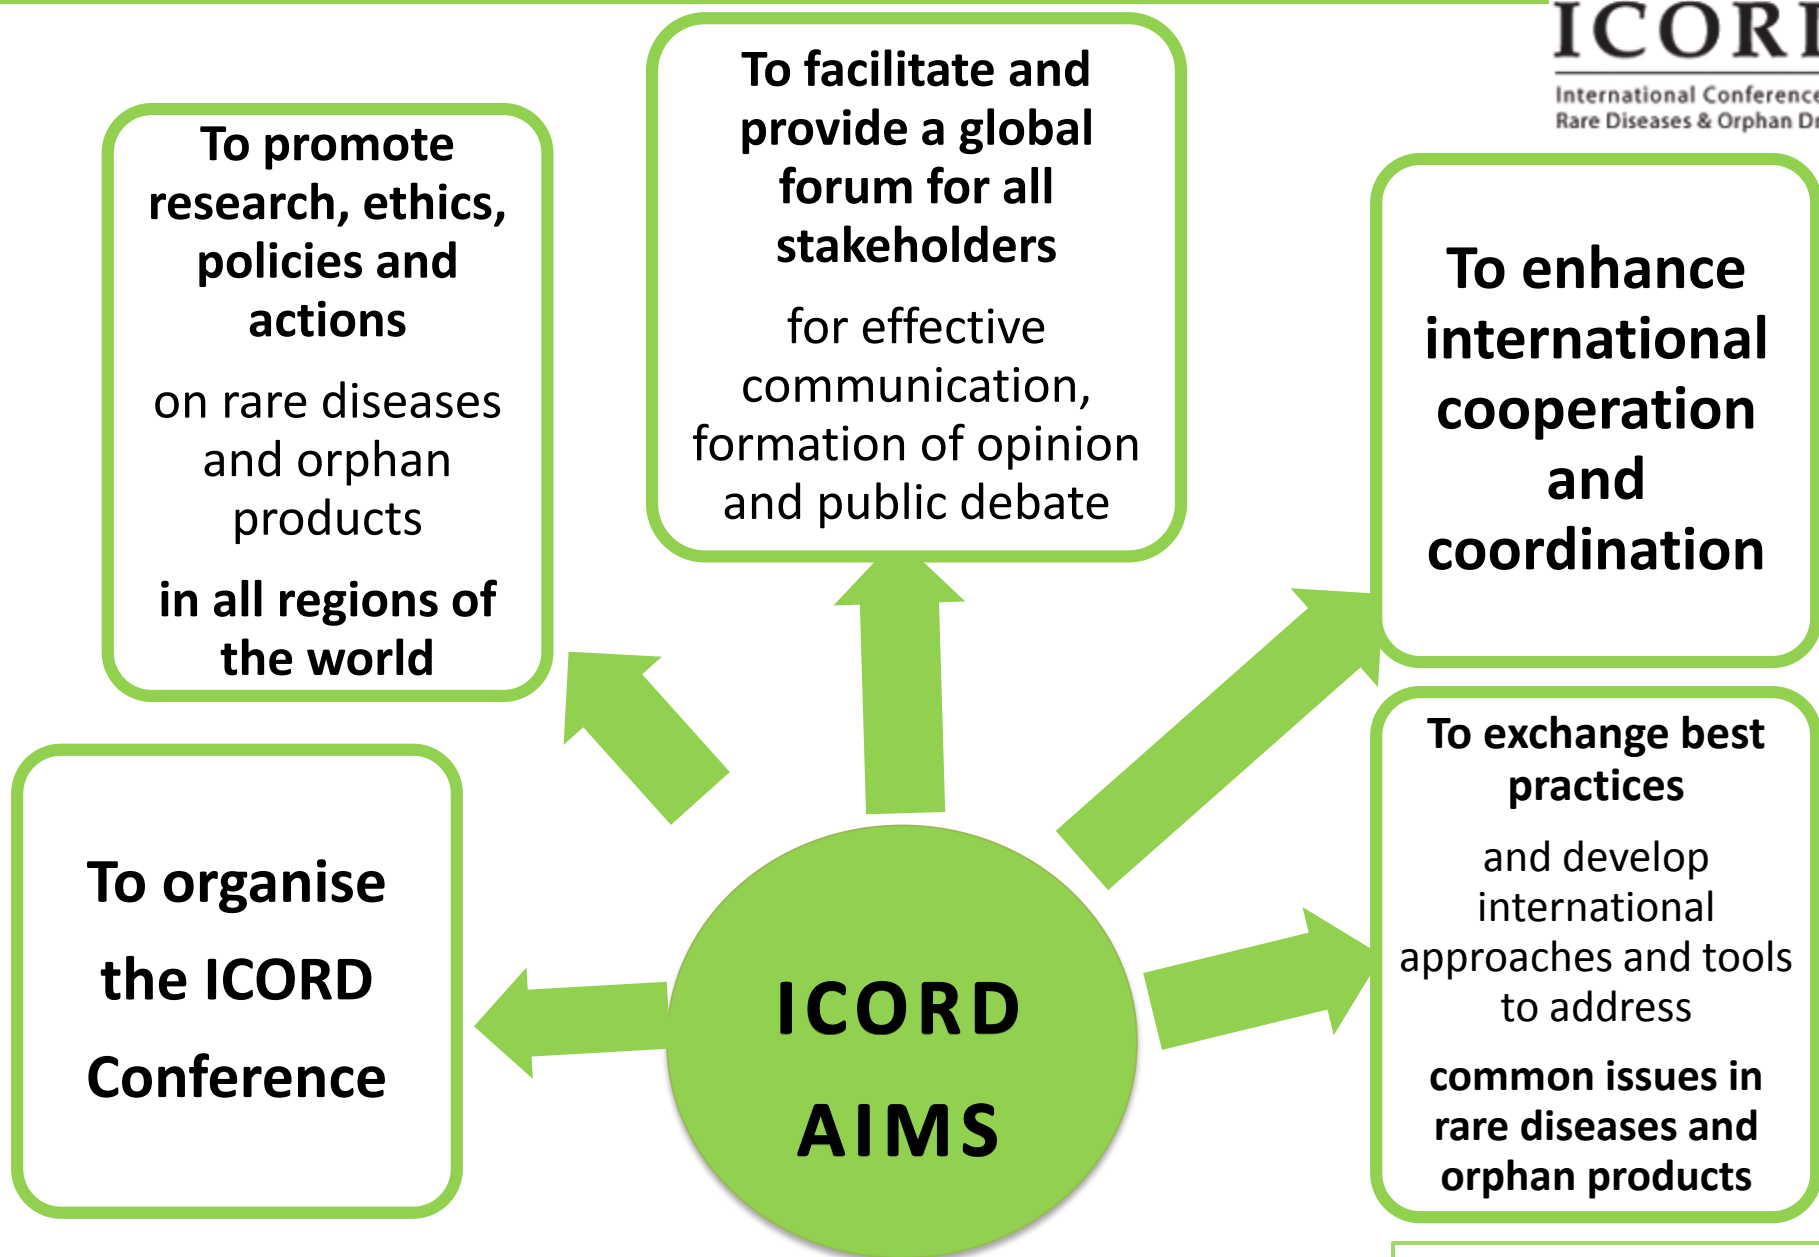 ICORD
International Conference
Rare Diseases & Orphan
To promote
research, ethics,
policies and
actions
on rare diseases
and orphan
products
in all regions of
the world
To facilitate and
provide a global
forum for all
stakeholders
for effective
communication,
formation of opinion
and public debate
To enhance
international
cooperation
and
coordination
To exchange best
practices
and develop
international
approaches and tools
to address
common issues in
rare diseases and
orphan products
To organise
the ICORD
Conference
ICORD
AIMS